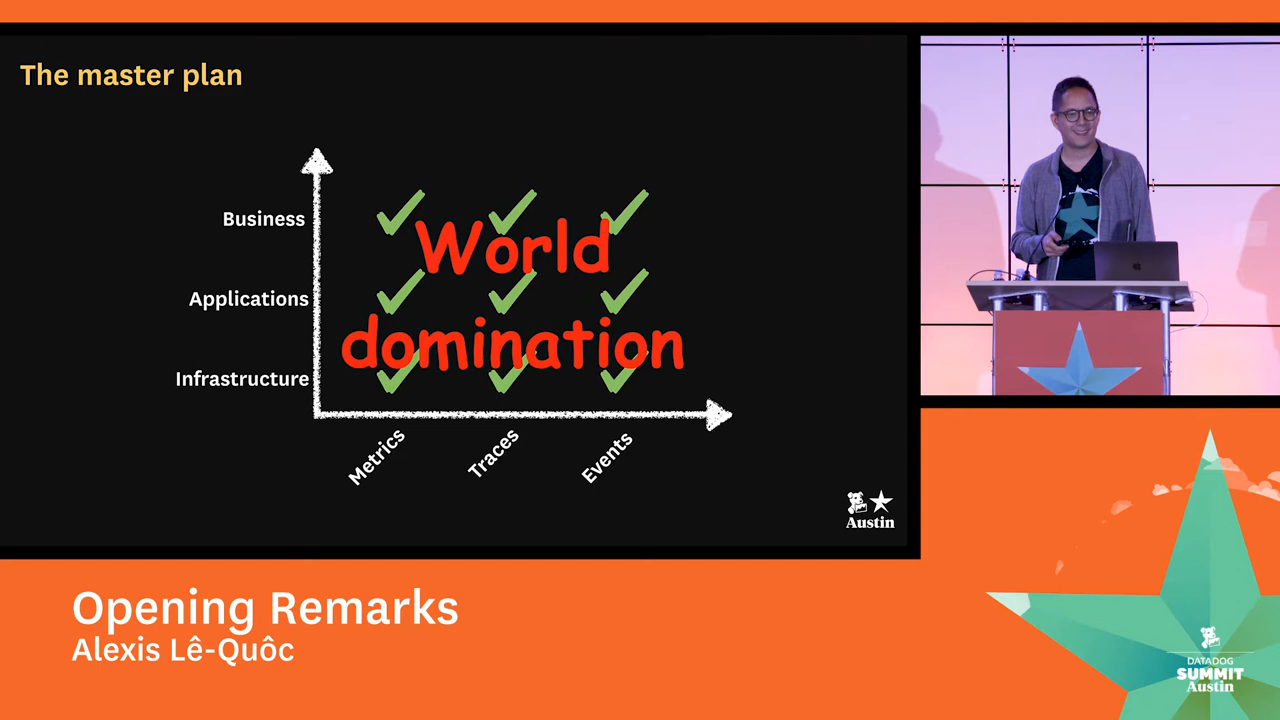 The master plan
Business
World
Applications
domination
Infrastructure
Metrics
Traces
Events
Austin
Opening Remarks
Alexis Lê-Quôc
DATADOG
SUMMIT
Austin